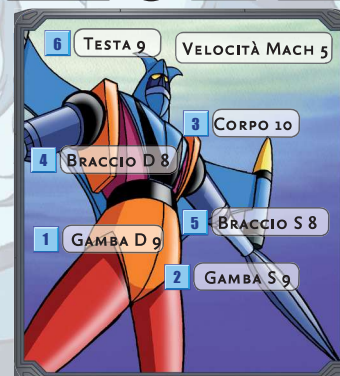 6 TESTA 9
VELOCITÀ MACH 5
3 CORPO 10
4 BRACCIO D 8
5 BRACCIO S 8
1 GAMBA D 9
2 GAMBA S 9